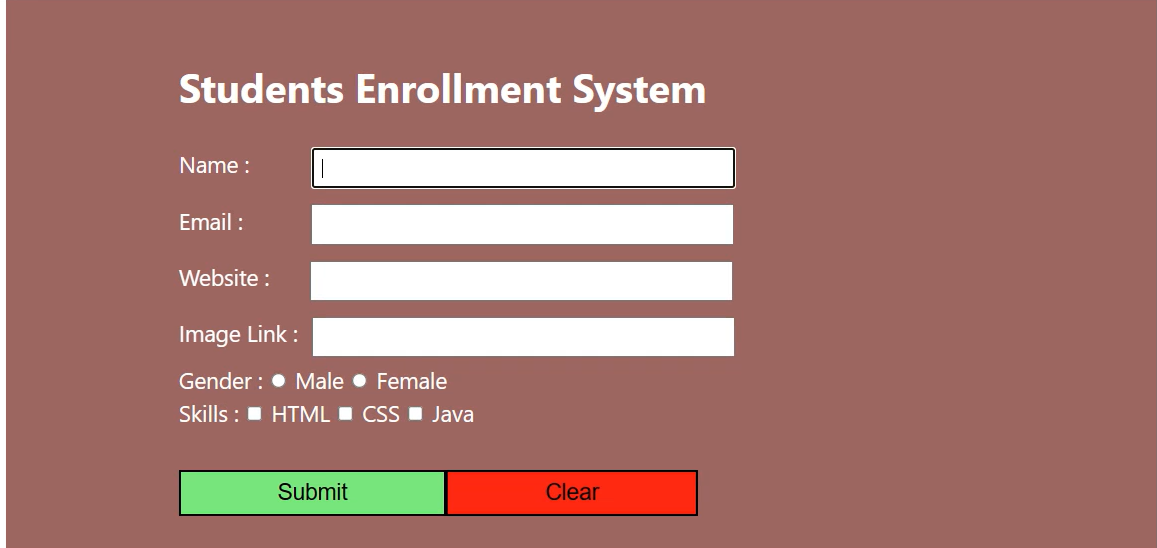 Students Enrollment System
Name :
Email :
Website :
Image Link :
Gender : Male Female
Skills : HTML CSS Java
Submit Clear